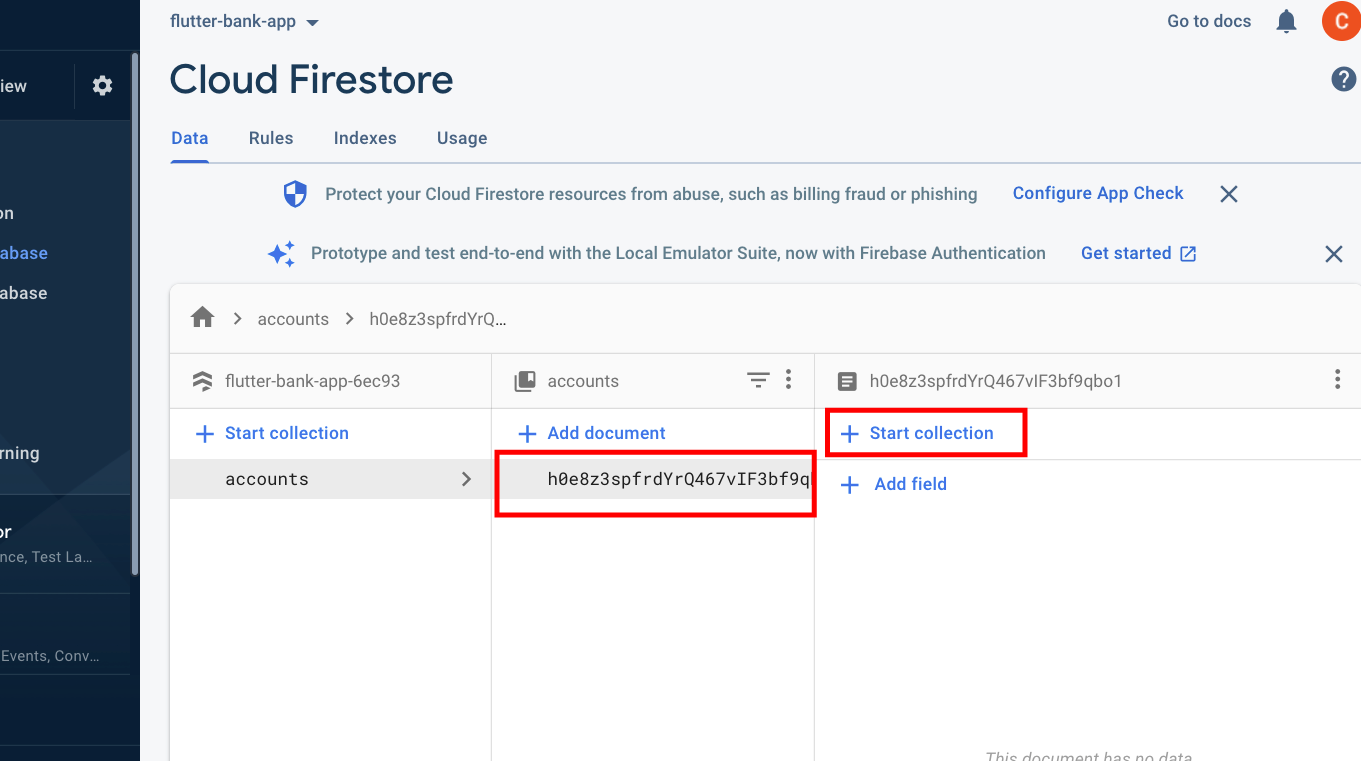 flutter-bank-app
Go to docs
C
iew
Cloud Firestore
?
Data Rules Indexes Usage
Protect your Cloud Firestore resources from abuse, such as billing fraud or phishing Configure App Check
on
abase
Prototype and test end-to-end with the Local Emulator Suite, now with Firebase Authentication Get started
abase
accounts h0e8z3spfrdYrQ...
flutter-bank-app-6ec93
accounts
h0e8z3spfrdYrQ467vIF3bf9qbo1
Start collection
Add document
Start collection
rning
accounts
h0e8z3spfrdYrQ467vIF3bf9qb
Add field
or
nce, Test La...
Events, Conv...
This document has no data